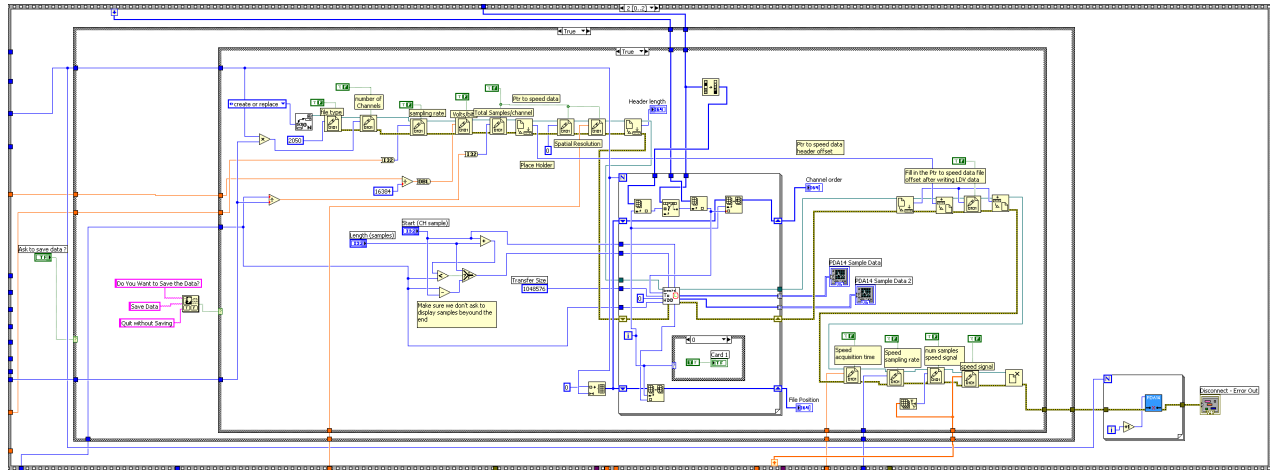 2 [0..2]
True
True
create or replace
file type
number of
Channels
sampling rate
Volts/bit
Total Samples/channel
Ptr to speed data
Header length
2050
0
Spatial Resolution
Place Holder
I32
I32
16384
DBL
Ptr to speed data
header offset
Fill in the Ptr to speed data file
offset after writing LDV data
Channel order
Start (CH sample)
Length (samples)
Transfer Size
1048576
Make sure we don't ask to
display samples beyound the
end
Ask to save data ?
Do You Want to Save the Data?
Save Data
Quit without Saving
PDA14 Sample Data
PDA14 Sample Data 2
N
0
i
0
Card 1
0
File Position
Speed
acquisition time
Speed
sampling rate
num samples
speed signal
speed signal
N
i
PDA14
Disconnect - Error Out